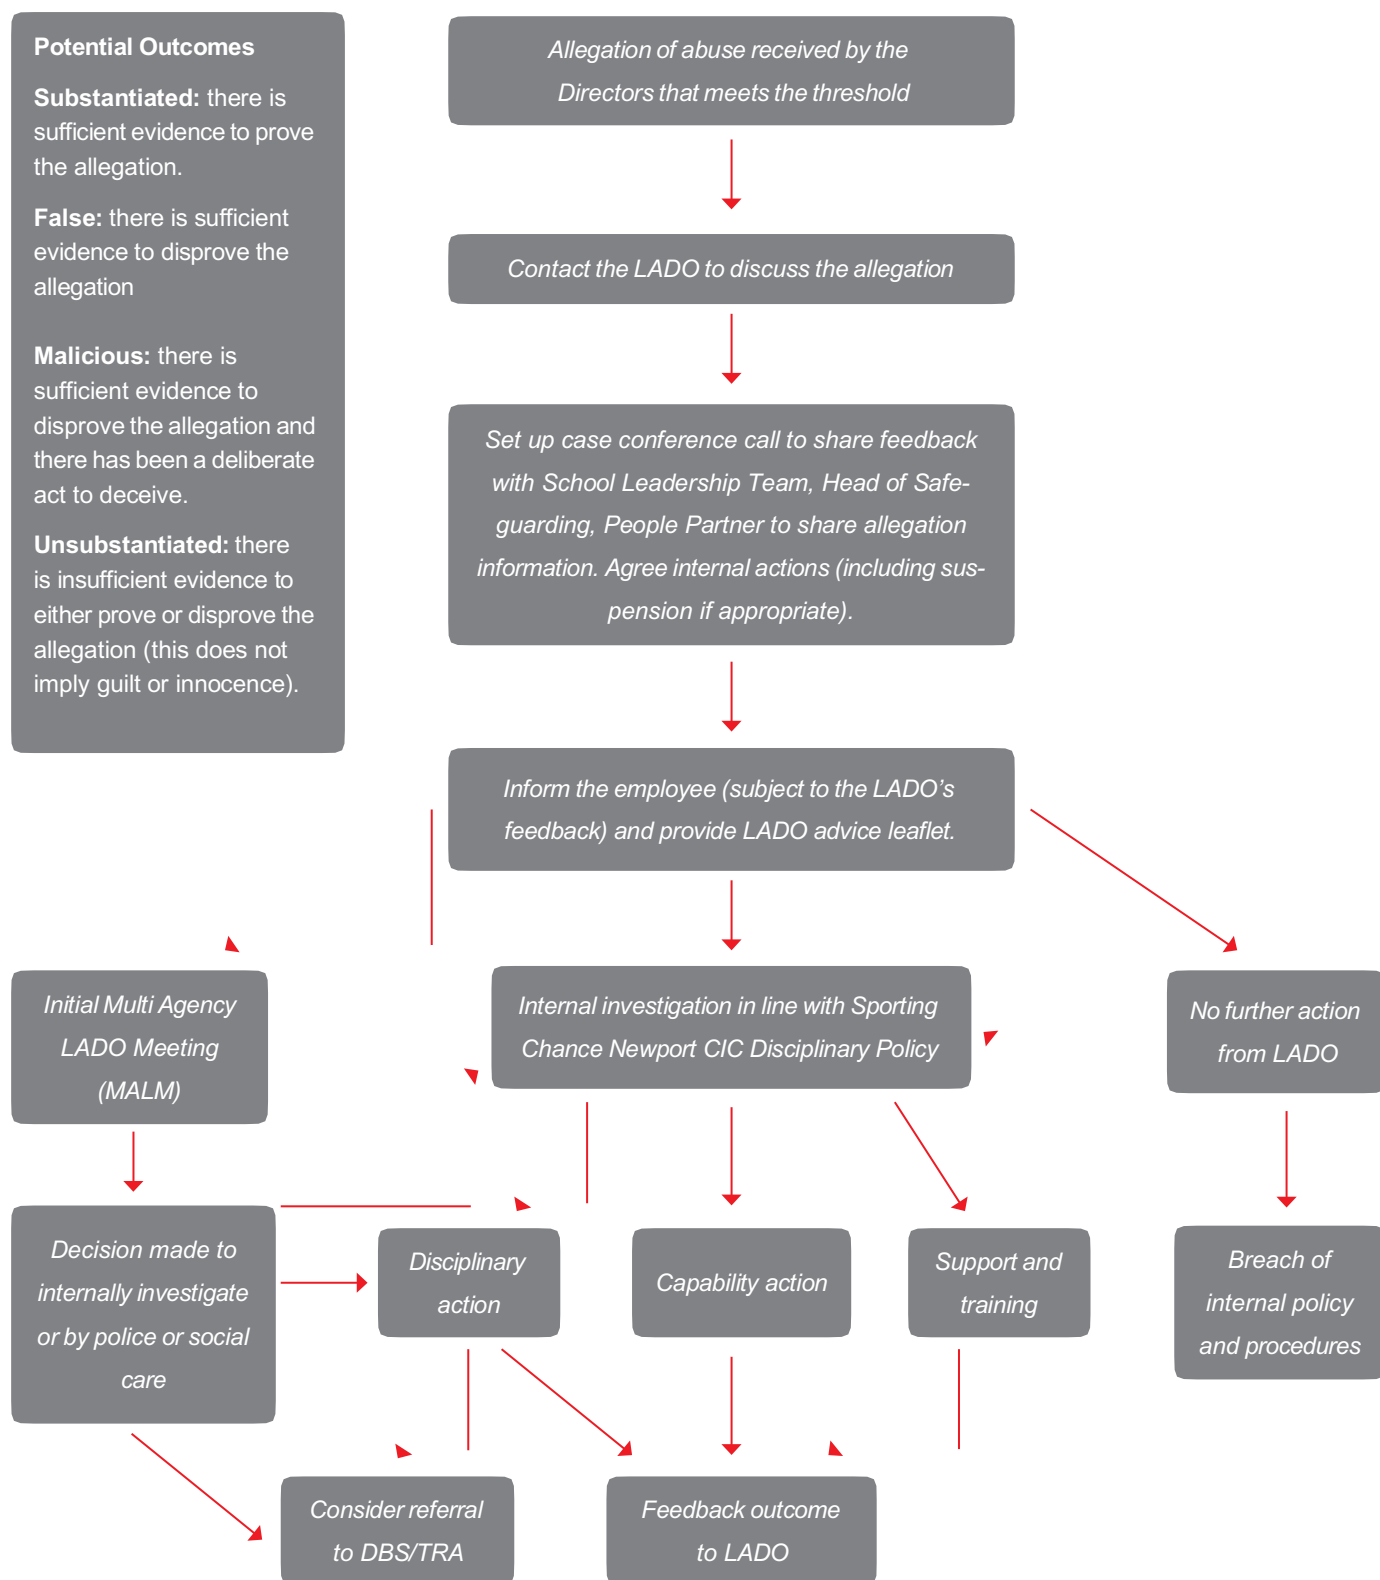 Potential Outcomes
Substantiated: there is
sufficient evidence to prove
the allegation.
False: there is sufficient
evidence to disprove the
allegation
Malicious: there is
sufficient evidence to
disprove the allegation and
there has been a deliberate
act to deceive.
Unsubstantiated: there
is insufficient evidence to
either prove or disprove the
allegation (this does not
imply guilt or innocence).
Allegation of abuse received by the
Directors that meets the threshold
Contact the LADO to discuss the allegation
Set up case conference call to share feedback
with School Leadership Team, Head of Safe-
guarding, People Partner to share allegation
information. Agree internal actions (including sus-
pension if appropriate).
Inform the employee (subject to the LADO’s
feedback) and provide LADO advice leaflet.
Initial Multi Agency
LADO Meeting
(MALM)
Internal investigation in line with Sporting
Chance Newport CIC Disciplinary Policy
No further action
from LADO
Decision made to
internally investigate
or by police or social
care
Disciplinary
action
Capability action
Support and
training
Breach of
internal policy
and procedures
Consider referral
to DBS/TRA
Feedback outcome
to LADO